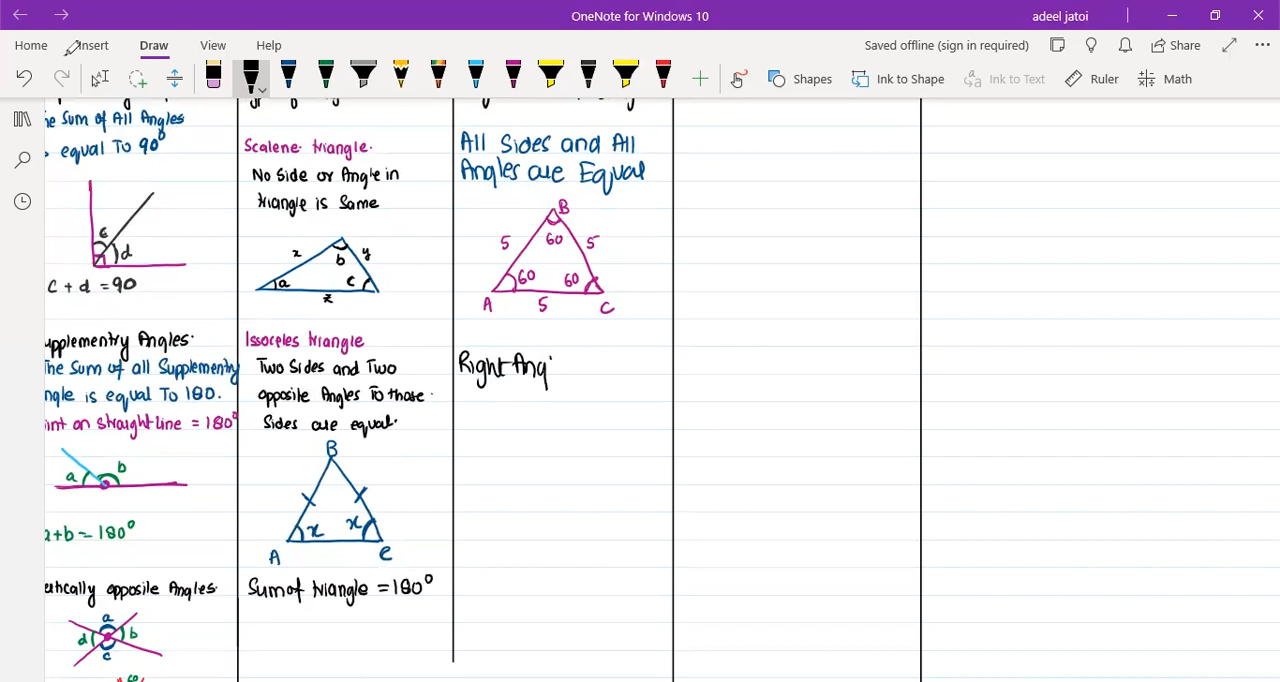 OneNote for Windows 10
adeel jatoi
Home
Insert
Draw
View
Help
Saved offline (sign in required)
Share
Shapes
Ink to Shape
Ink to Text
Ruler
Math
he Sum of All Angles
equal To 90°
c
d
c + d = 90
upplementry Angles.
The Sum of all Supplementry
ngle is equal To 180.
int on straight line = 180°
a
b
a+b = 180°
ertically opposite Angles.
a
d
b
c
Scalene triangle.
No Side or Angle in
triangle is Same
x
b
y
a
c
z
Issoceles triangle
Two Sides and Two
opposite Angles To those
Sides are equal.
B
x
x
A
C
Sum of triangle = 180°
All Sides and All
Angles are Equal
B
5
60
5
60
60
A
5
C
Right Ang